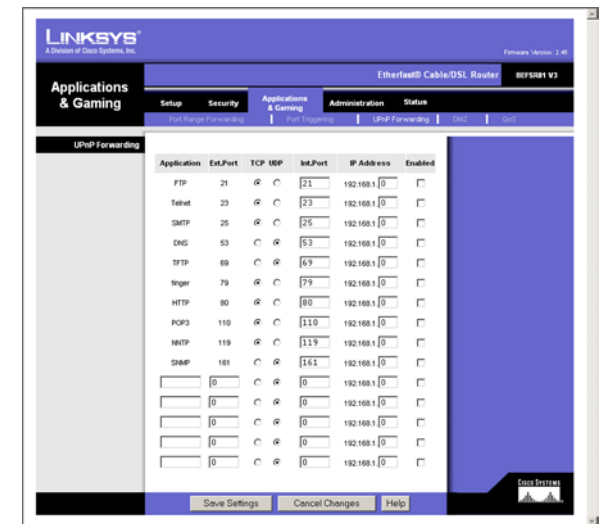 LINKSYS®
A Division of Cisco Systems, Inc.
Firmware Version: 2.45
Etherfast® Cable/DSL Router BEFSR81 V3
Applications & Gaming
Setup Security Applications & Gaming Administration Status
Port Range Forwarding | Port Triggering | UPnP Forwarding | DMZ | QoS
UPnP Forwarding
Application Ext.Port TCP UDP Int.Port IP Address Enabled
FTP 21 21 192.168.1. 0
Telnet 23 23 192.168.1. 0
SMTP 25 25 192.168.1. 0
DNS 53 53 192.168.1. 0
TFTP 69 69 192.168.1. 0
finger 79 79 192.168.1. 0
HTTP 80 80 192.168.1. 0
POP3 110 110 192.168.1. 0
NNTP 119 119 192.168.1. 0
SNMP 161 161 192.168.1. 0
0 0 192.168.1. 0
0 0 192.168.1. 0
0 0 192.168.1. 0
0 0 192.168.1. 0
0 0 192.168.1. 0
CISCO SYSTEMS
Save Settings Cancel Changes Help